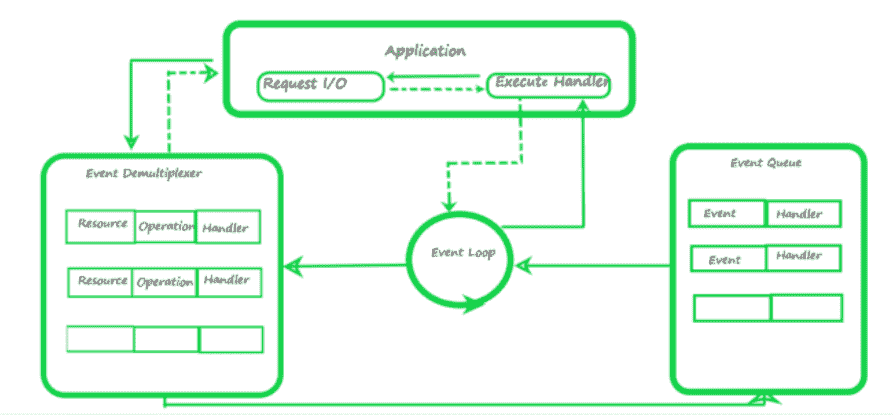 Application
Request I/O
Execute Handler
Event Demultiplexer
Resource Operation Handler
Resource Operation Handler
Event Loop
Event Queue
Event Handler
Event Handler